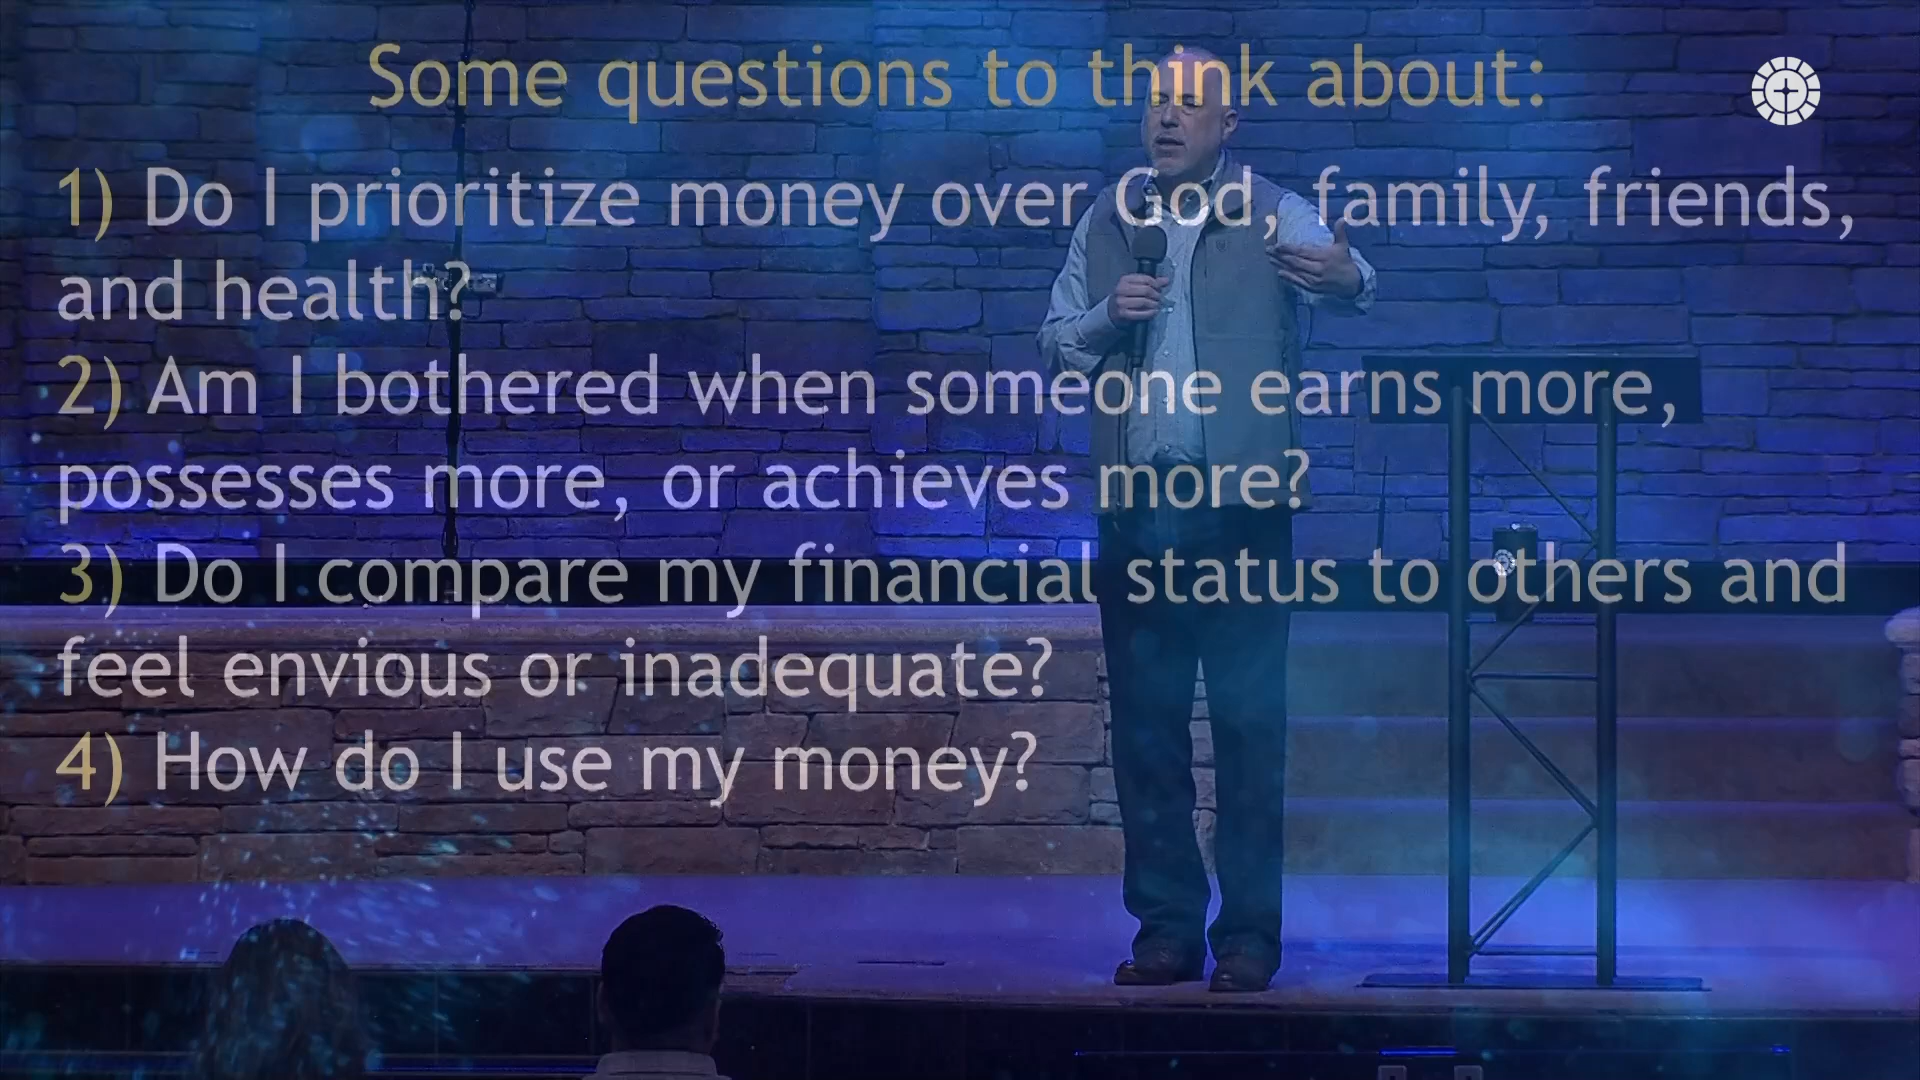 Some questions to think about:
1) Do I prioritize money over God, family, friends,
and health?
2) Am I bothered when someone earns more,
possesses more, or achieves more?
3) Do I compare my financial status to others and
feel envious or inadequate?
4) How do I use my money?